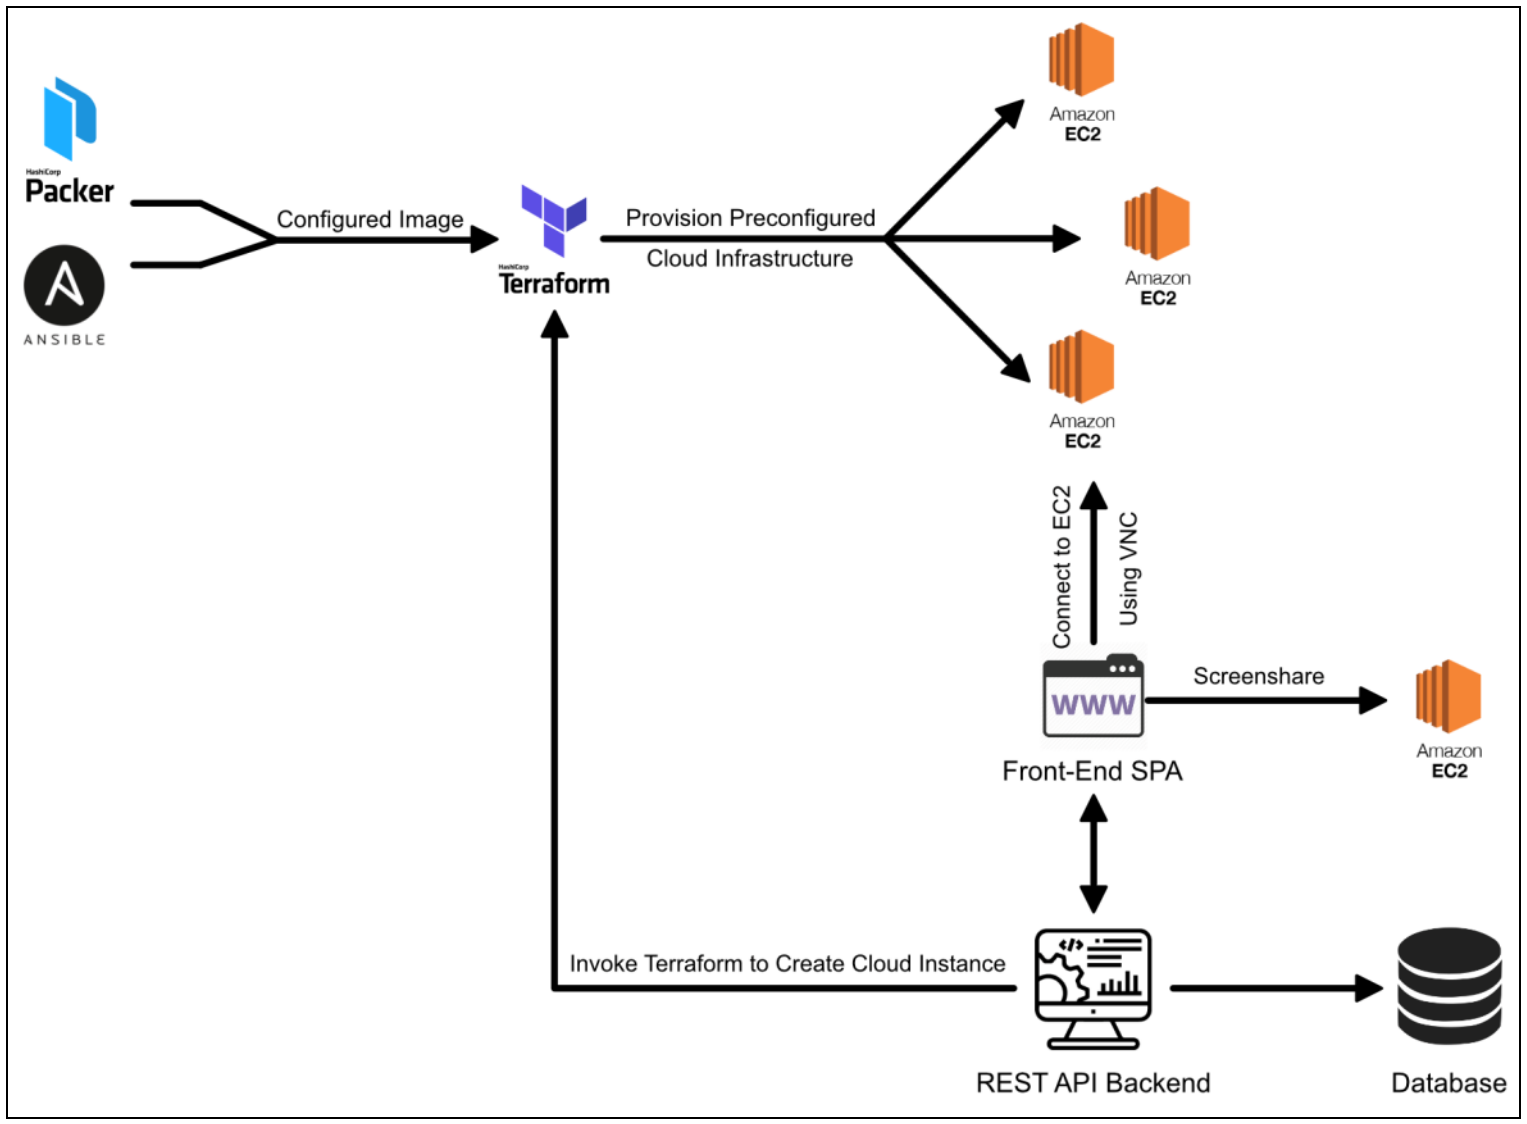 Amazon
EC2
HashiCorp
Packer
Configured Image
Provision Preconfigured
Cloud Infrastructure
Amazon
EC2
HashiCorp
Terraform
ANSIBLE
Amazon
EC2
Connect to EC2
Using VNC
www
Screenshare
Front-End SPA
Amazon
EC2
</>
Invoke Terraform to Create Cloud Instance
REST API Backend
Database